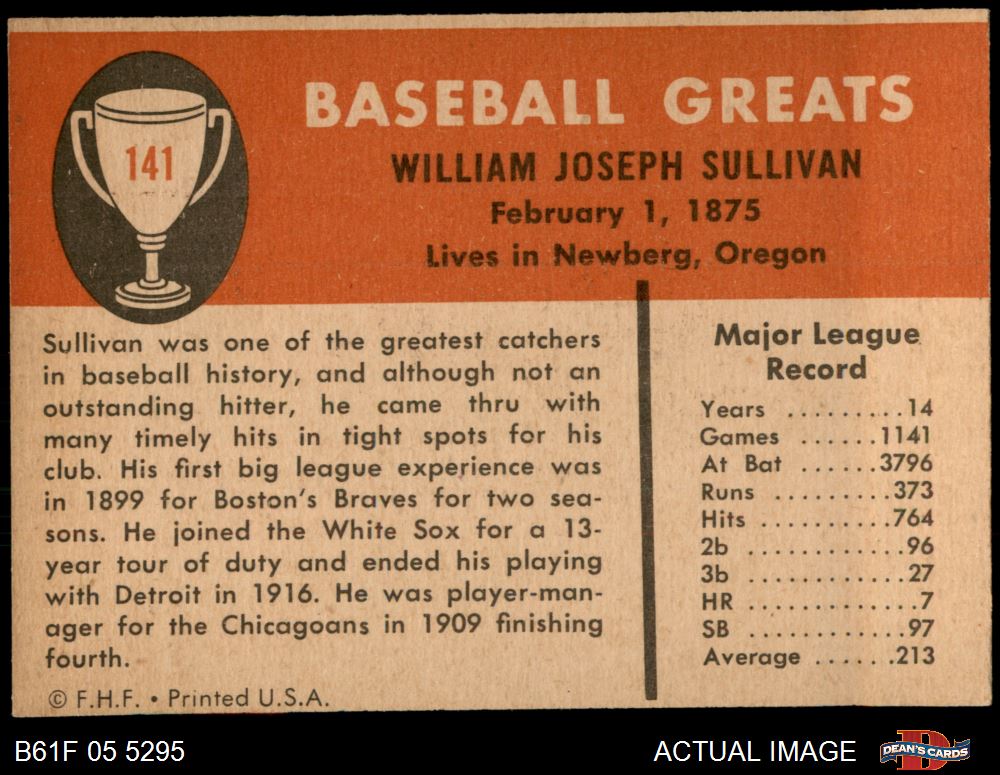 141
BASEBALL GREATS
WILLIAM JOSEPH SULLIVAN
February 1, 1875
Lives in Newberg, Oregon
Sullivan was one of the greatest catchers
in baseball history, and although not an
outstanding hitter, he came thru with
many timely hits in tight spots for his
club. His first big league experience was
in 1899 for Boston's Braves for two sea-
sons. He joined the White Sox for a 13-
year tour of duty and ended his playing
with Detroit in 1916. He was player-man-
ager for the Chicagoans in 1909 finishing
fourth.
© F.H.F. • Printed U.S.A.
Major League
Record
Years .........14
Games ......1141
At Bat ......3796
Runs .........373
Hits ..........764
2b ............96
3b ............27
HR .............7
SB ............97
Average ......213
B61F 05 5295
ACTUAL IMAGE
D
DEAN'S CARDS